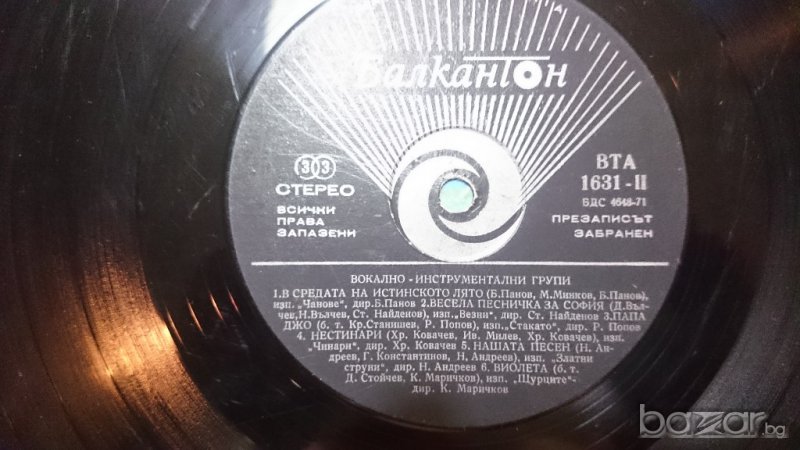 Балкантон
33
СТЕРЕО
ВСИЧКИ
ПРАВА
ЗАПАЗЕНИ
ВТА
1631-II
БДС 4648-71
ПРЕЗАПИСЪТ
ЗАБРАНЕН
ВОКАЛНО - ИНСТРУМЕНТАЛНИ ГРУПИ
1.В СРЕДАТА НА ИСТИНСКОТО ЛЯТО (Б.Панов, М.Минков, Б.Панов),
изп. „Чанове“, дир.Б.Панов 2.ВЕСЕЛА ПЕСНИЧКА ЗА СОФИЯ (Д.Въл-
чев,Н.Вълчев, Ст. Найденов), изп.„Везни“, дир. Ст. Найденов 3.ПАПА
ДЖО (б. т. Кр.Станишев, Р. Попов), изп. „Стакато“, дир. Р. Попов
4. НЕСТИНАРИ (Хр. Ковачев, Ив. Милев, Хр. Ковачев), изп.
„Чинари“, дир. Хр. Ковачев 5. НАШАТА ПЕСЕН (Н. Ан-
дреев, Г. Константинов, Н. Андреев), изп. „Златни
струни“, дир. Н. Андреев 6. ВИОЛЕТА (б. т.
Д. Стойчев, К. Маричков), изп. „Щурците“-
дир. К. Маричков
bazar.bg